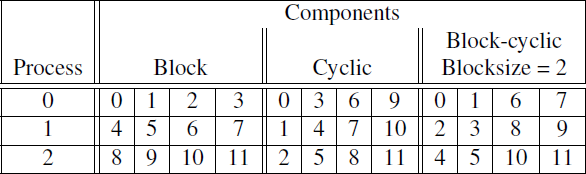 Components
Block-cyclic
Process Block Cyclic Blocksize = 2
0 0 1 2 3 0 3 6 9 0 1 6 7
1 4 5 6 7 1 4 7 10 2 3 8 9
2 8 9 10 11 2 5 8 11 4 5 10 11